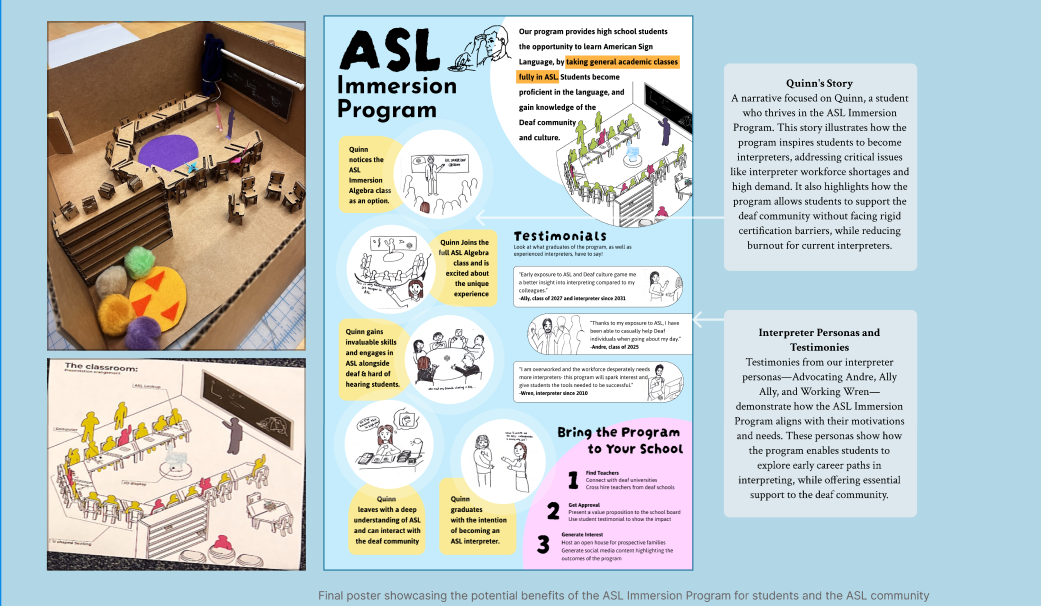 ASL
Immersion
Program
Our program provides high school students
the opportunity to learn American Sign
Language, by taking general academic classes
fully in ASL. Students become
proficient in the language, and
gain knowledge of the
Deaf community
and culture.
Quinn
notices the
ASL
Immersion
Algebra class
as an option.
Quinn Joins the
full ASL Algebra
class and is
excited about
the unique
experience
Quinn gains
invaluable skills
and engages in
ASL alongside
deaf & hard of
hearing students.
Quinn
leaves with a deep
understanding of ASL
and can interact with
the deaf community
Quinn
graduates
with the intention
of becoming an
ASL interpreter.
Testimonials
Look at what graduates of the program, as well as
experienced interpreters, have to say!
"Early exposure to ASL and Deaf culture game me
a better insight into interpreting compared to my
colleagues."
-Ally, class of 2027 and interpreter since 2031
"Thanks to my exposure to ASL, I have
been able to casually help Deaf
individuals when going about my day."
-Andre, class of 2025
"I am overworked and the workforce desperately needs
more interpreters- this program will spark interest and
give students the tools needed to be successful."
-Wren, interpreter since 2010
Bring the Program
to Your School
1
Find Teachers
Connect with deaf universities
Cross hire teachers from deaf schools
2
Get Approval
Present a value proposition to the school board
Use student testimonial to show the impact
3
Generate Interest
Host an open house for prospective families
Generate social media content highlighting the
outcomes of the program
Quinn's Story
A narrative focused on Quinn, a student
who thrives in the ASL Immersion
Program. This story illustrates how the
program inspires students to become
interpreters, addressing critical issues
like interpreter workforce shortages and
high demand. It also highlights how the
program allows students to support the
deaf community without facing rigid
certification barriers, while reducing
burnout for current interpreters.
Interpreter Personas and
Testimonies
Testimonies from our interpreter
personas—Advocating Andre, Ally
Ally, and Working Wren—
demonstrate how the ASL Immersion
Program aligns with their motivations
and needs. These personas show how
the program enables students to
explore early career paths in
interpreting, while offering essential
support to the deaf community.
The classroom:
Final poster showcasing the potential benefits of the ASL Immersion Program for students and the ASL community